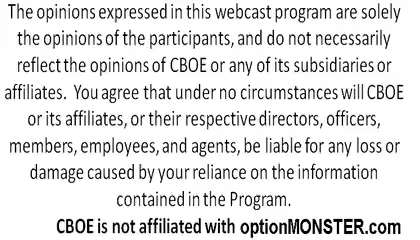 The opinions expressed in this webcast program are solely
the opinions of the participants, and do not necessarily
reflect the opinions of CBOE or any of its subsidiaries or
affiliates. You agree that under no circumstances will CBOE
or its affiliates, or their respective directors, officers,
members, employees, and agents, be liable for any loss or
damage caused by your reliance on the information
contained in the Program.
CBOE is not affiliated with optionMONSTER.com